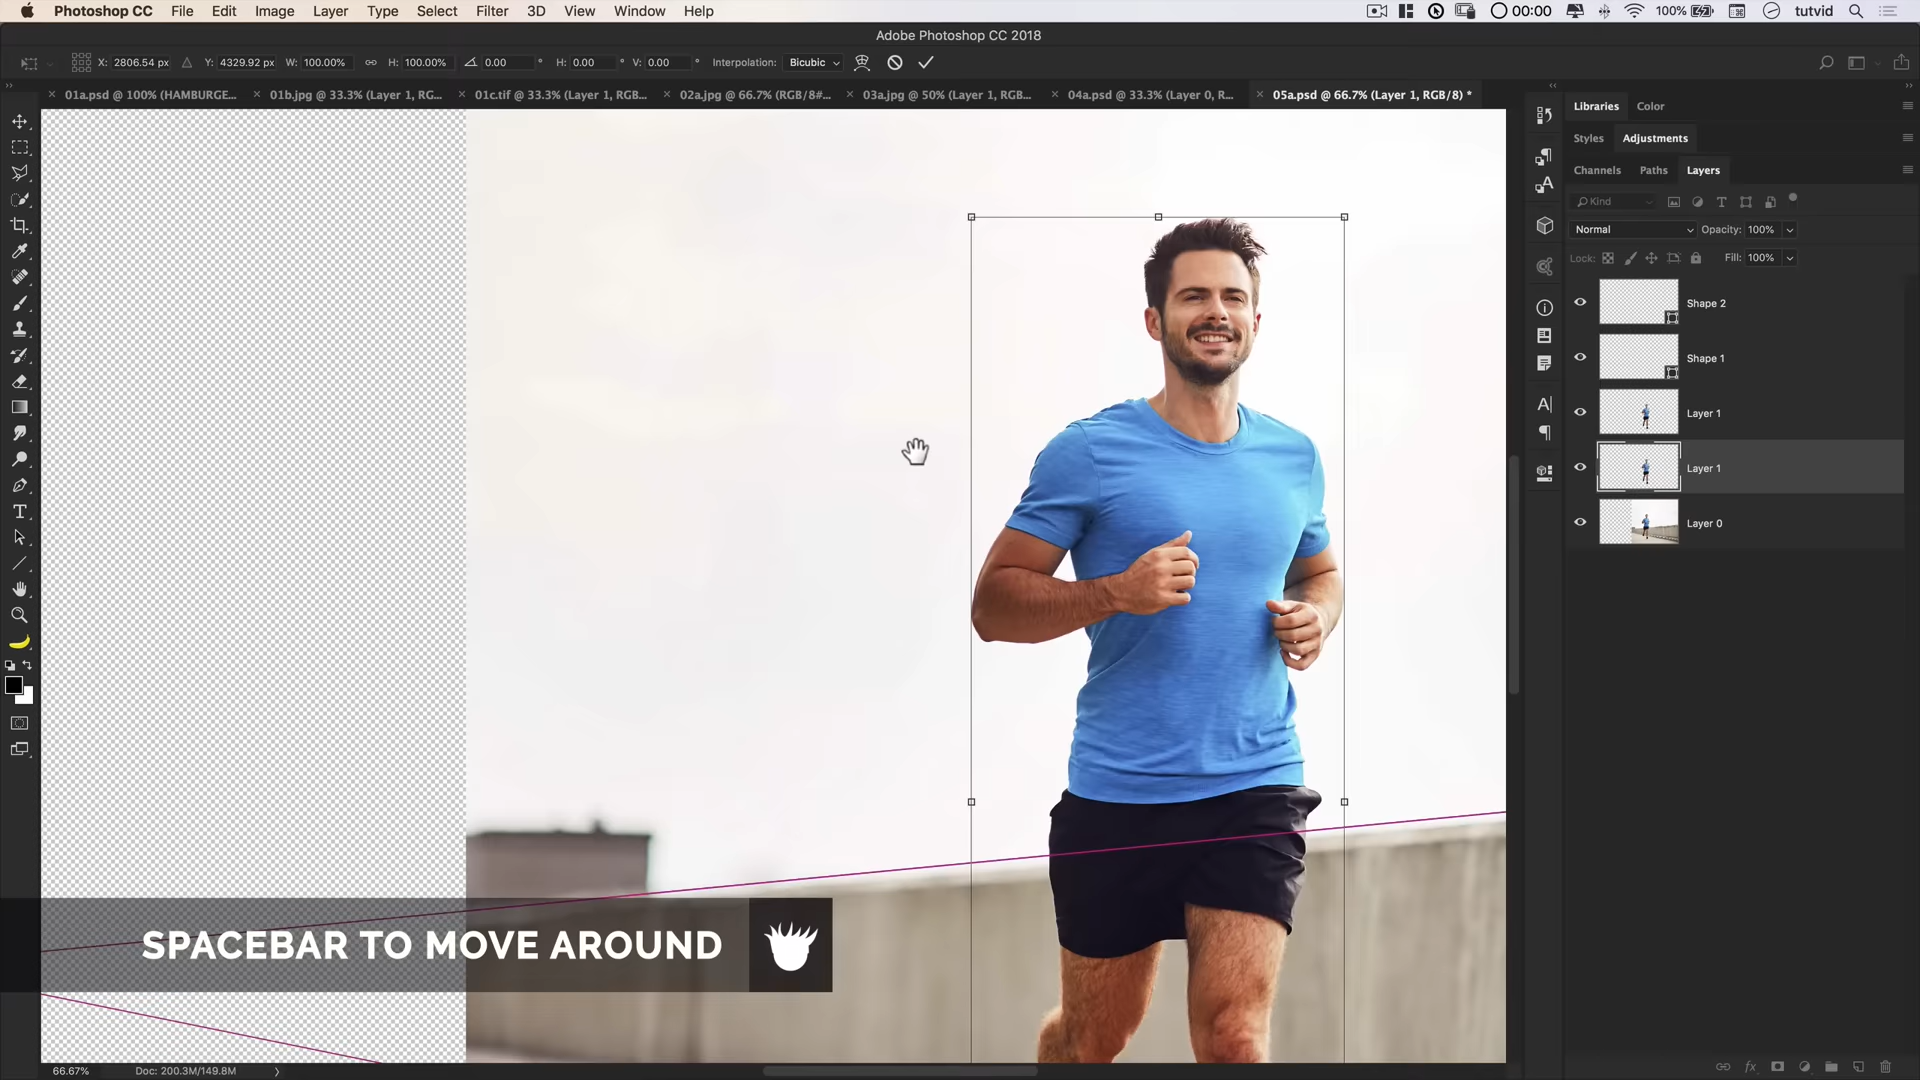 Photoshop CC File Edit Image Layer Type Select Filter 3D View Window Help 00:00 100% tutvid
Adobe Photoshop CC 2018
X: 2806.54 px Y: 4329.92 px W: 100.00% H: 100.00% 0.00 ° H: 0.00 ° V: 0.00 ° Interpolation: Bicubic
× 01a.psd @ 100% (HAMBURGE... × 01b.jpg @ 33.3% (Layer 1, RG... × 01c.tif @ 33.3% (Layer 1, RGB... × 02a.jpg @ 66.7% (RGB/8#... × 03a.jpg @ 50% (Layer 1, RGB... × 04a.psd @ 33.3% (Layer 0, R... × 05a.psd @ 66.7% (Layer 1, RGB/8) *
Libraries Color
Styles Adjustments
Channels Paths Layers
Kind
Normal Opacity: 100%
Lock: Fill: 100%
Shape 2
Shape 1
Layer 1
Layer 1
Layer 0
SPACEBAR TO MOVE AROUND
66.67% Doc: 200.3M/149.8M